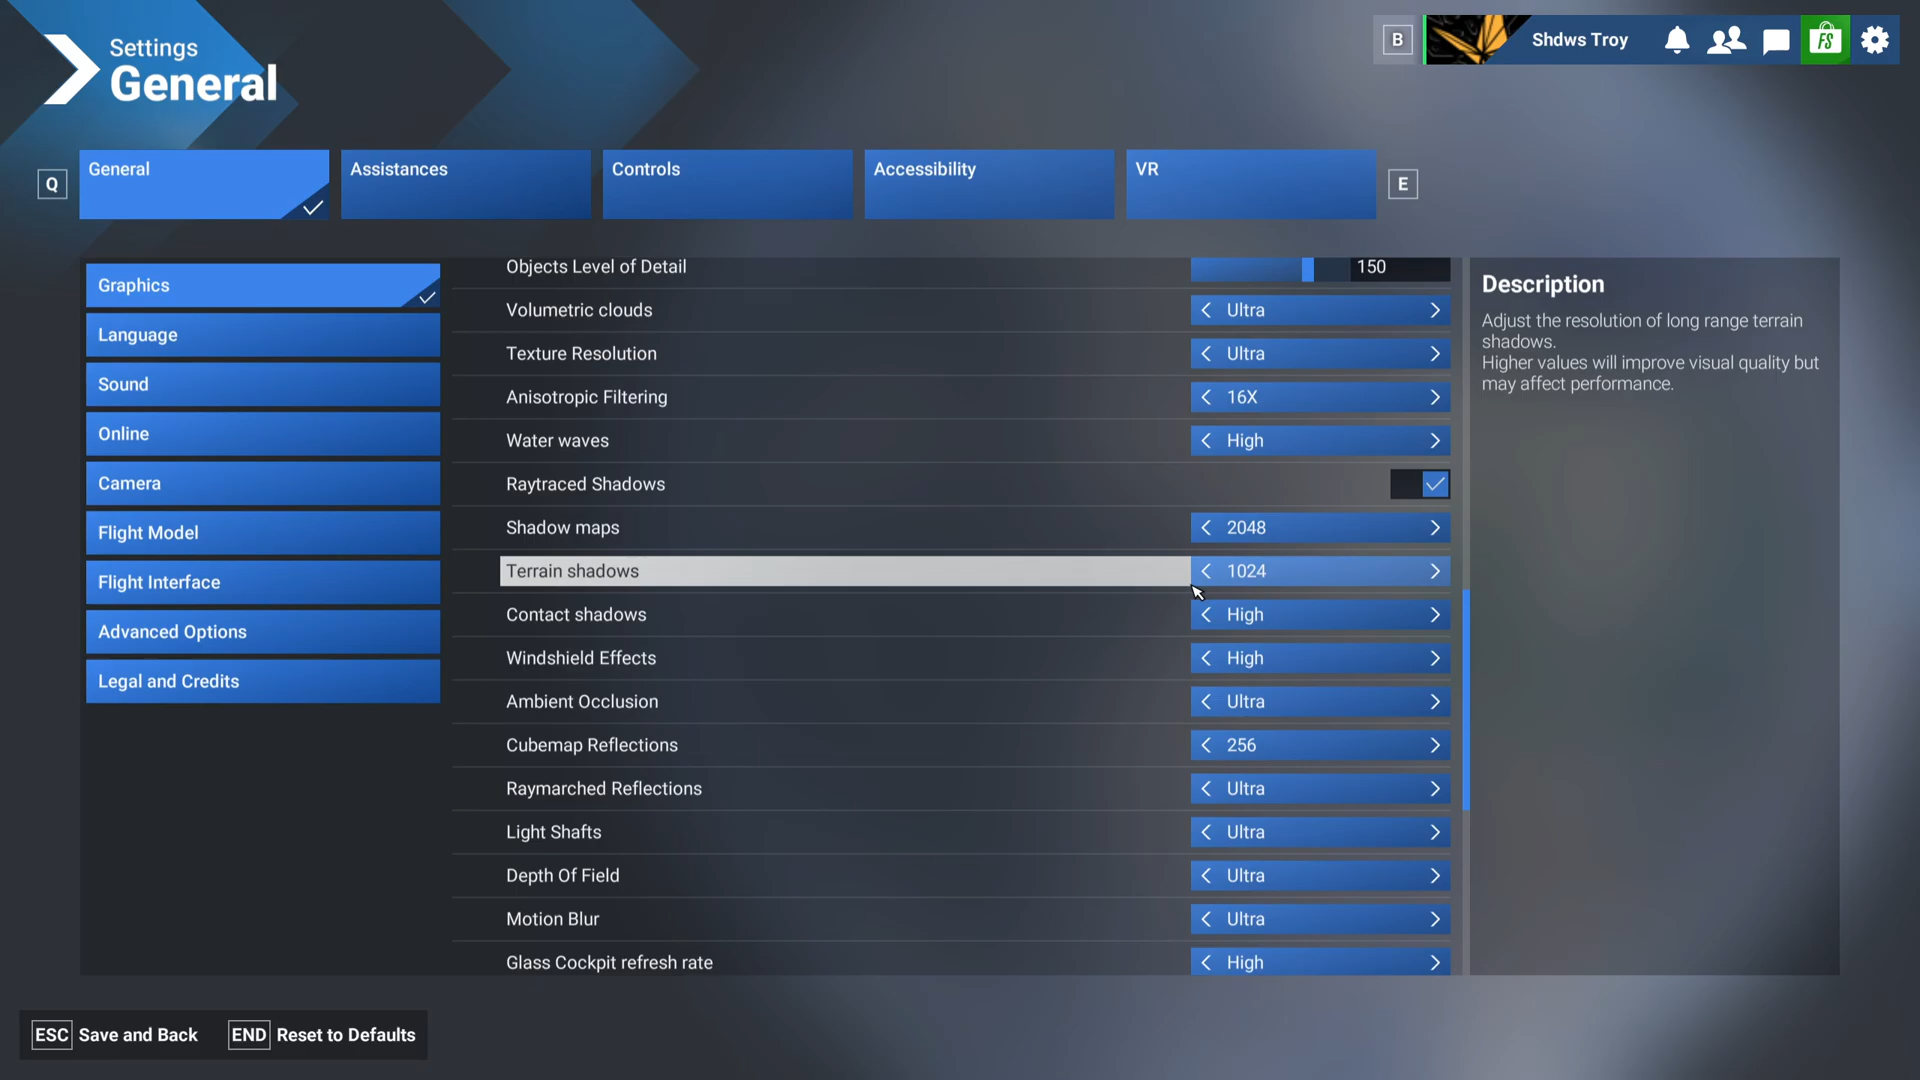 Settings
General
B
Shdws Troy
FS
Q
General
Assistances
Controls
Accessibility
VR
E
Graphics
Language
Sound
Online
Camera
Flight Model
Flight Interface
Advanced Options
Legal and Credits
Objects Level of Detail 150
Volumetric clouds Ultra
Texture Resolution Ultra
Anisotropic Filtering 16X
Water waves High
Raytraced Shadows
Shadow maps 2048
Terrain shadows 1024
Contact shadows High
Windshield Effects High
Ambient Occlusion Ultra
Cubemap Reflections 256
Raymarched Reflections Ultra
Light Shafts Ultra
Depth Of Field Ultra
Motion Blur Ultra
Glass Cockpit refresh rate High
Description
Adjust the resolution of long range terrain
shadows.
Higher values will improve visual quality but
may affect performance.
ESC Save and Back END Reset to Defaults